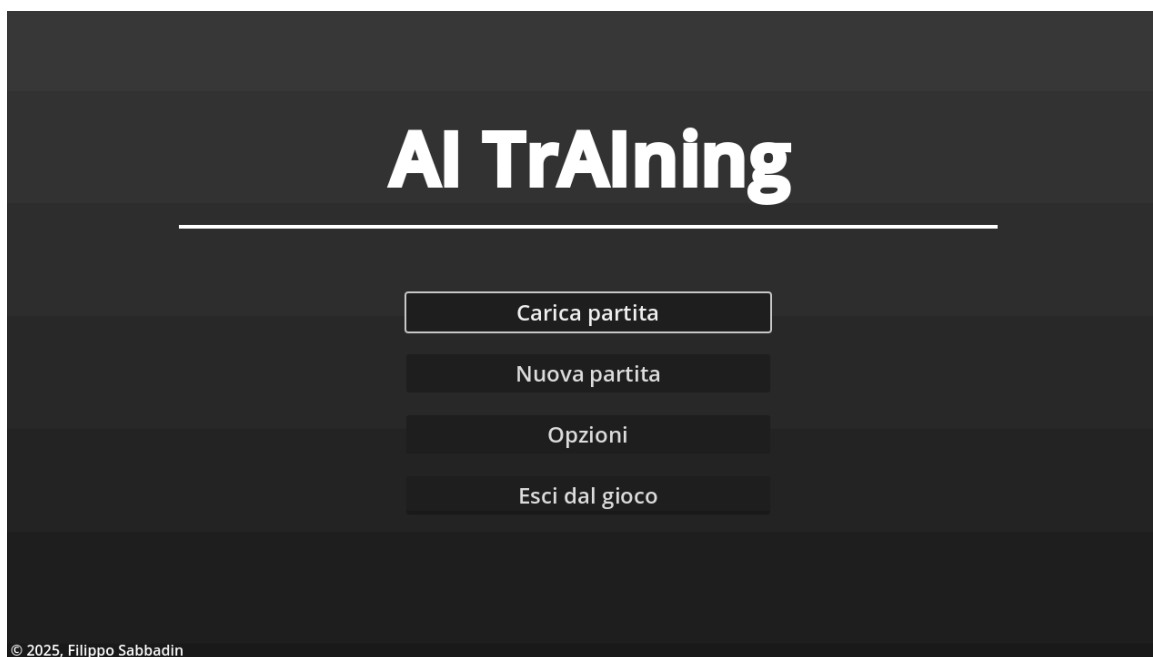 AI TrAIning
Carica partita
Nuova partita
Opzioni
Esci dal gioco
© 2025, Filippo Sabbadin